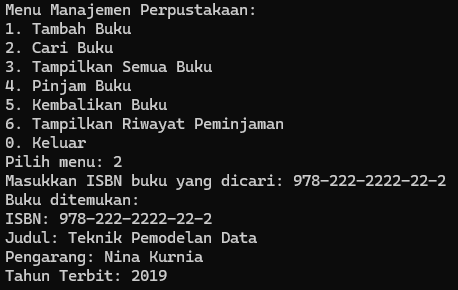 Menu Manajemen Perpustakaan:
1. Tambah Buku
2. Cari Buku
3. Tampilkan Semua Buku
4. Pinjam Buku
5. Kembalikan Buku
6. Tampilkan Riwayat Peminjaman
0. Keluar
Pilih menu: 2
Masukkan ISBN buku yang dicari: 978-222-2222-22-2
Buku ditemukan:
ISBN: 978-222-2222-22-2
Judul: Teknik Pemodelan Data
Pengarang: Nina Kurnia
Tahun Terbit: 2019